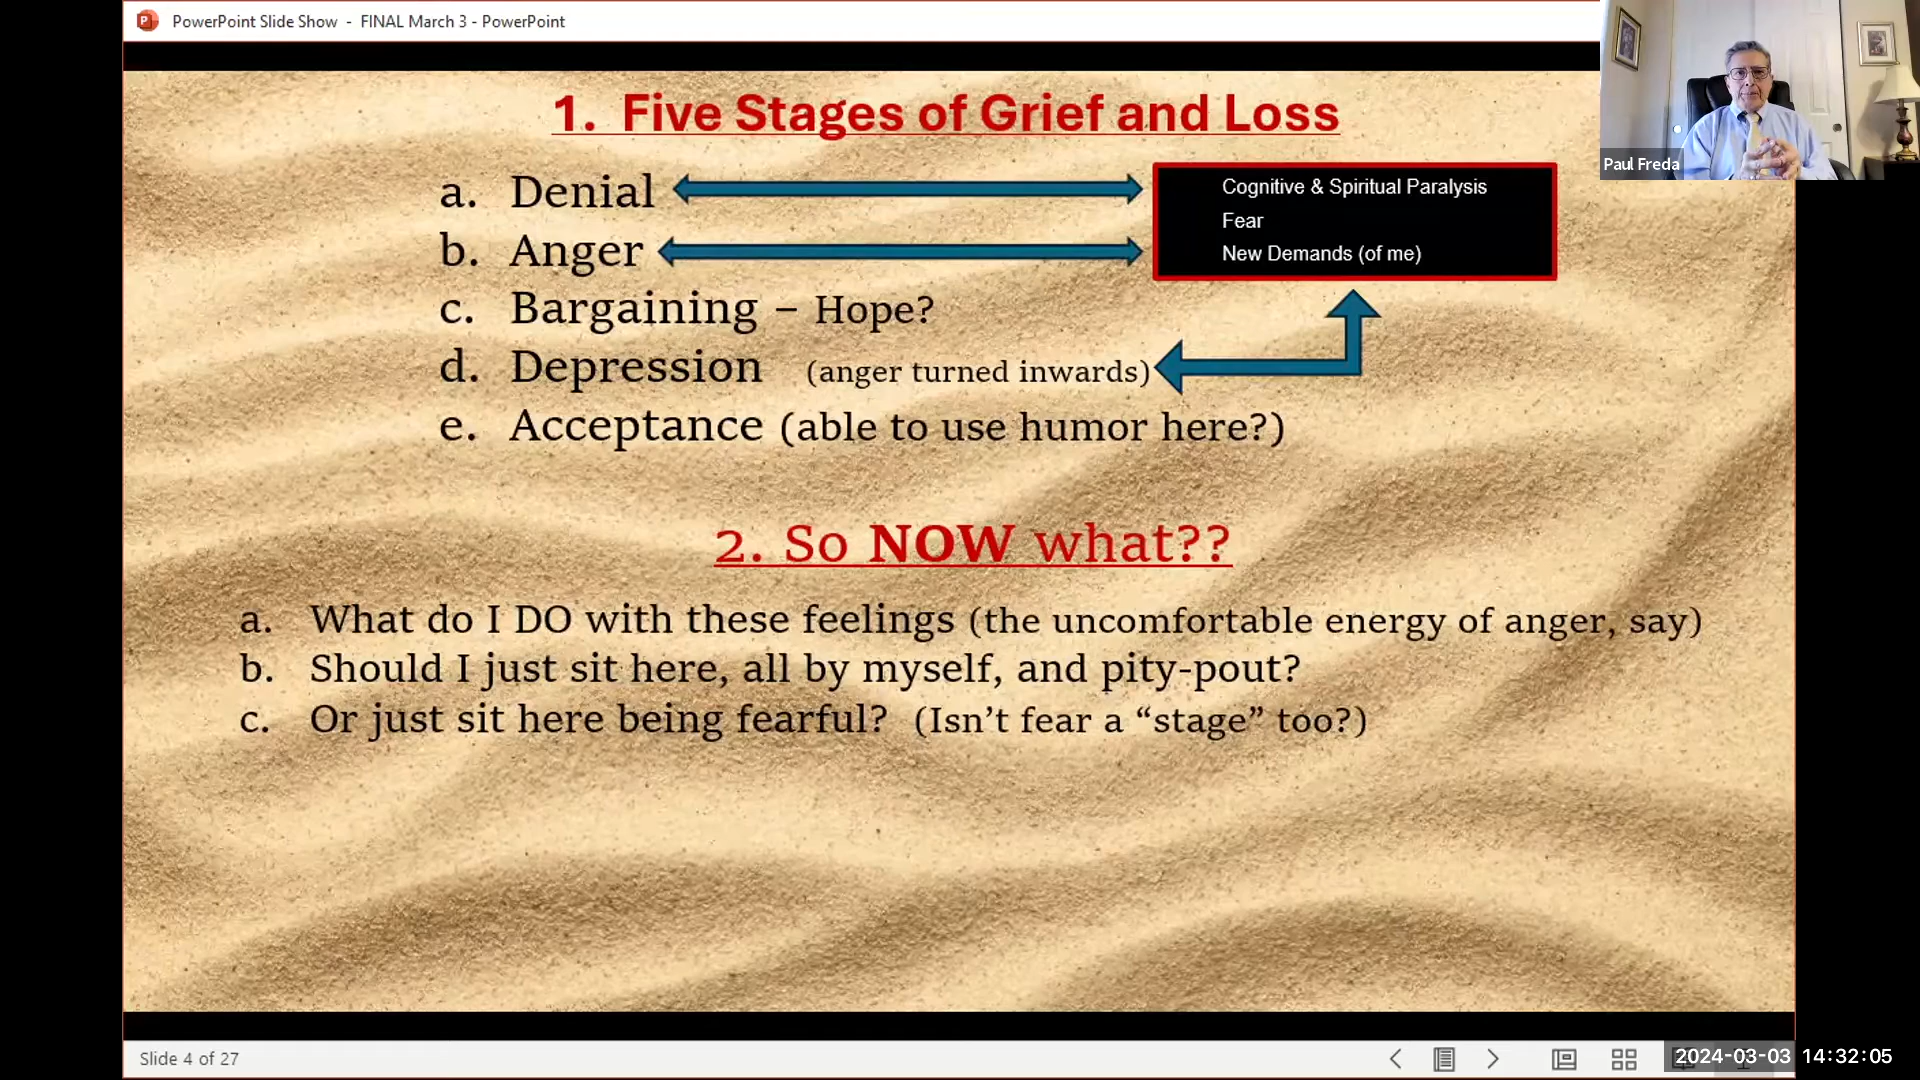 PowerPoint Slide Show - FINAL March 3 - PowerPoint
1. Five Stages of Grief and Loss
a. Denial
Cognitive & Spiritual Paralysis
Fear
New Demands (of me)
b. Anger
c. Bargaining – Hope?
d. Depression (anger turned inwards)
e. Acceptance (able to use humor here?)
2. So NOW what??
a. What do I DO with these feelings (the uncomfortable energy of anger, say)
b. Should I just sit here, all by myself, and pity-pout?
c. Or just sit here being fearful? (Isn’t fear a “stage” too?)
Paul Freda
Slide 4 of 27
2024-03-03 14:32:05